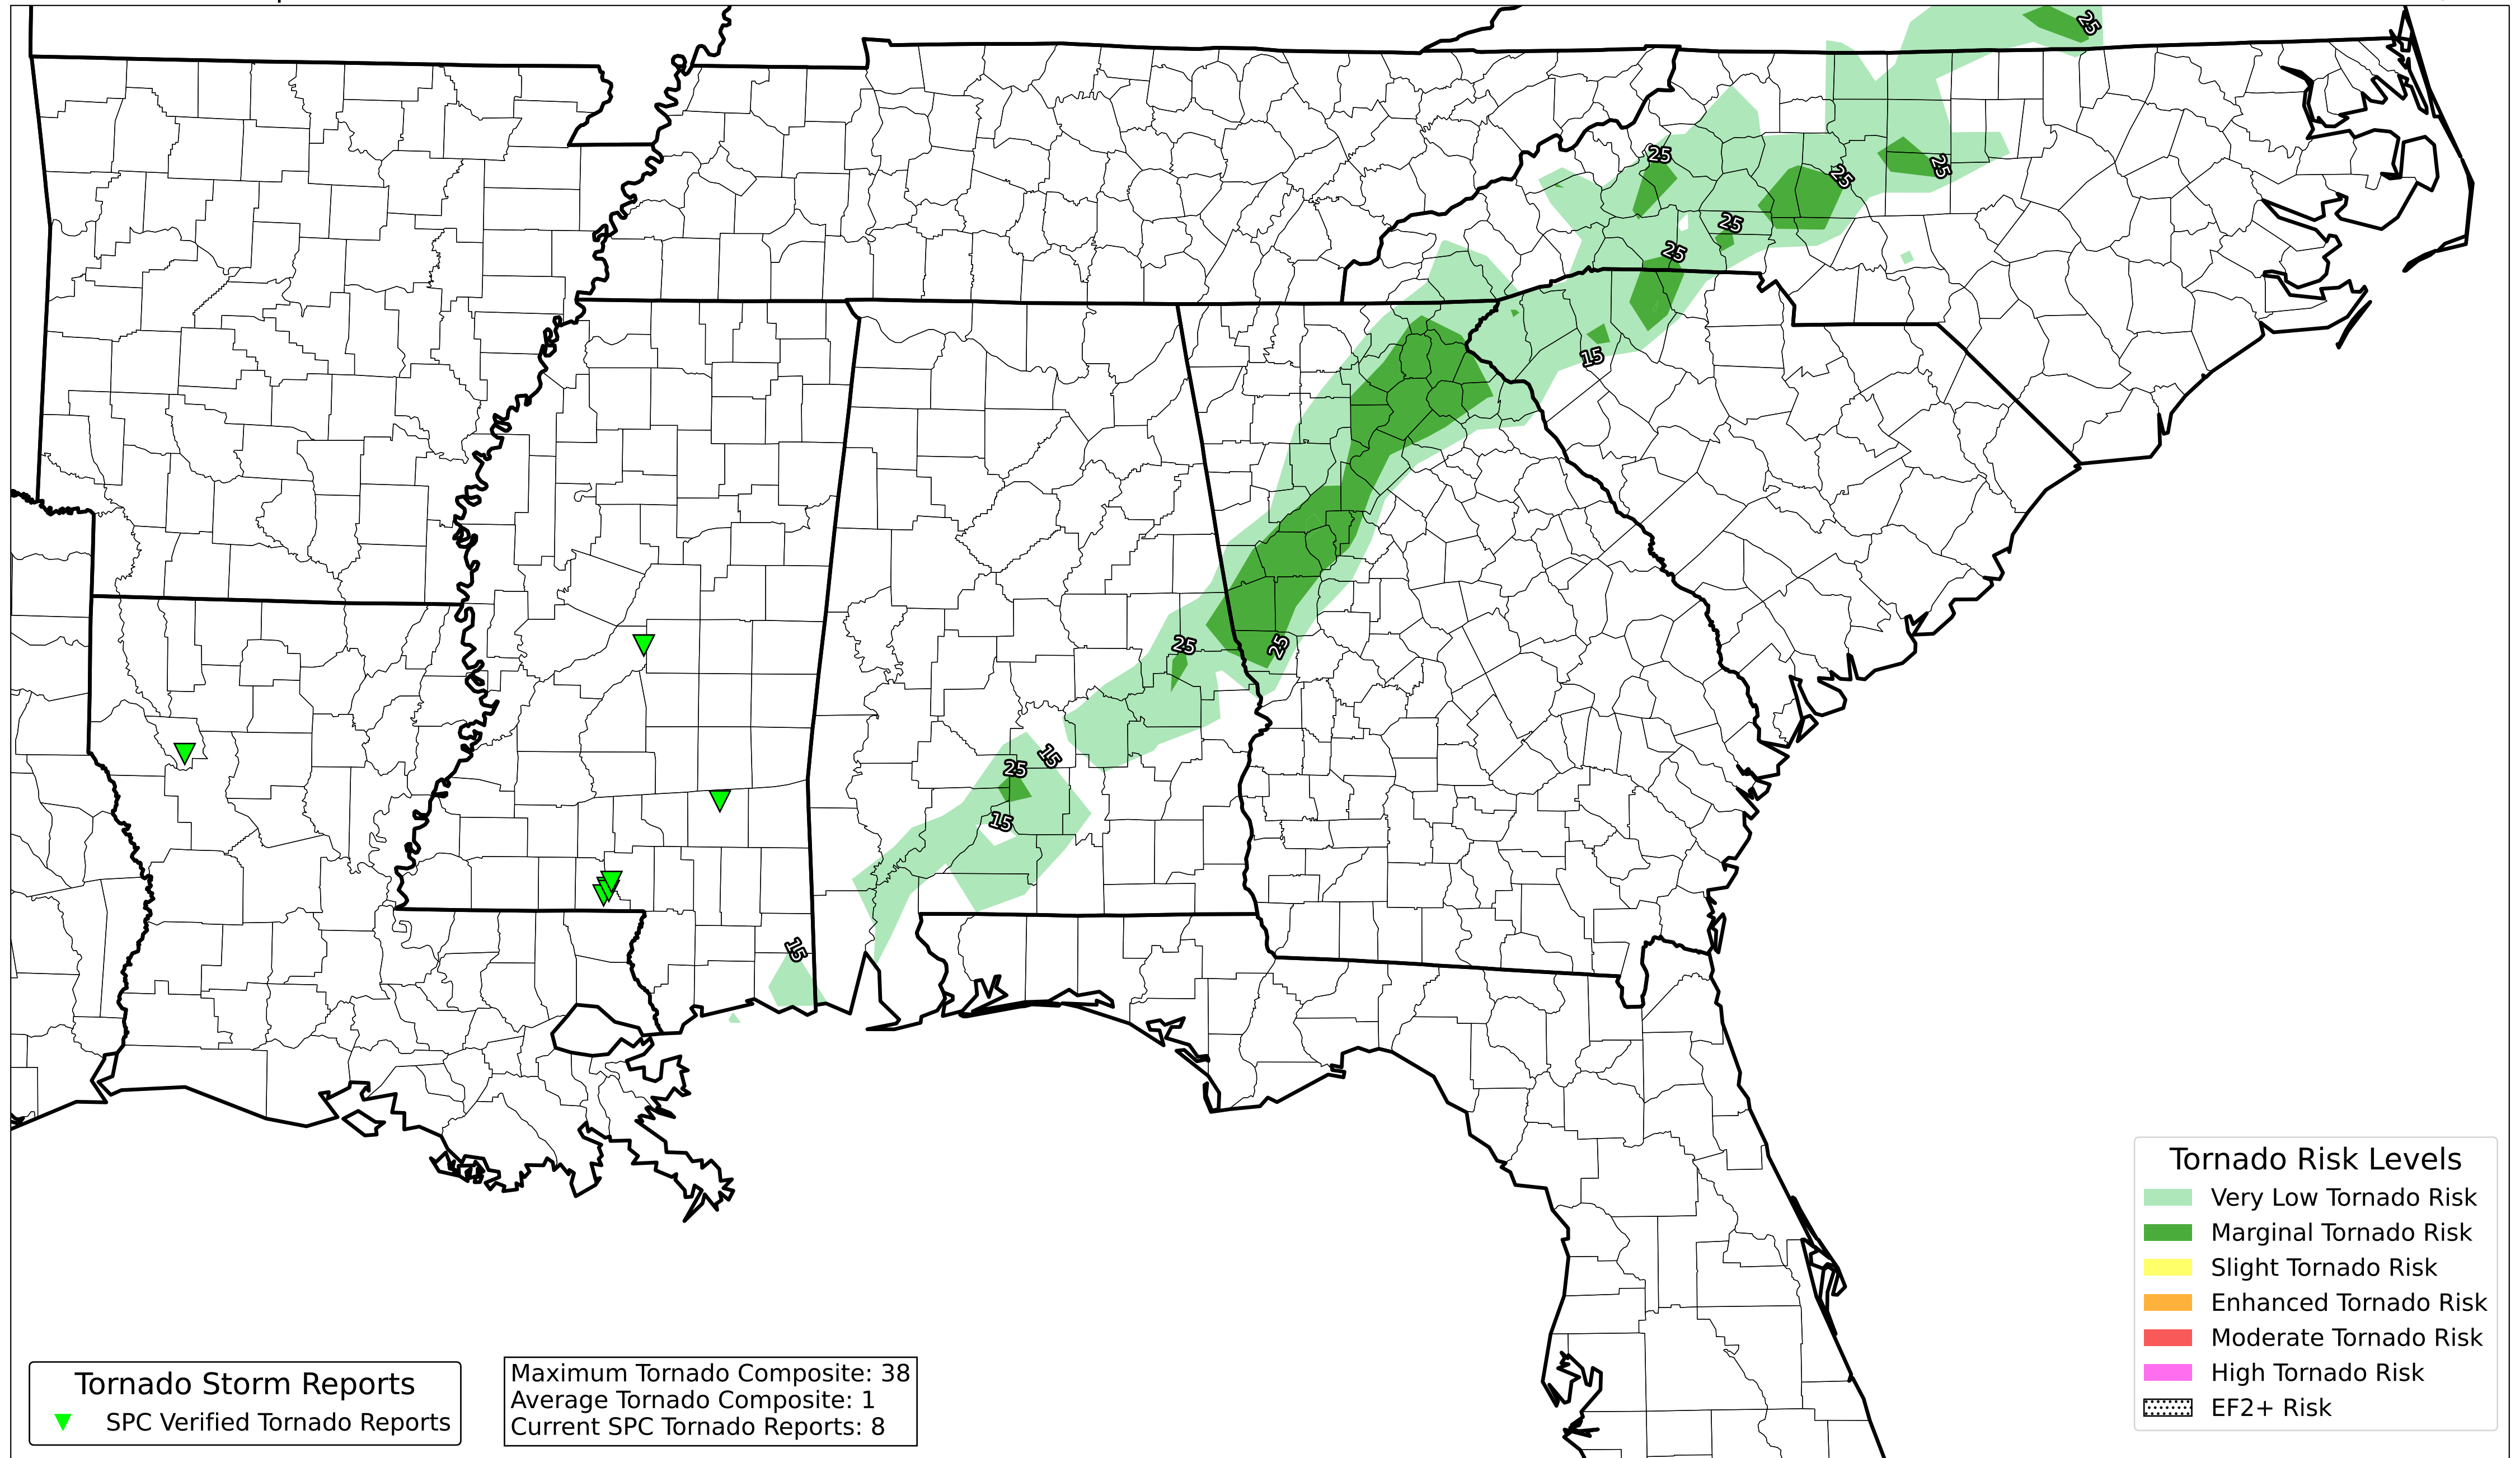 25
25
25
25
25
25
15
25
25
15
25
15
15
Tornado Risk Levels
Very Low Tornado Risk
Marginal Tornado Risk
Slight Tornado Risk
Enhanced Tornado Risk
Moderate Tornado Risk
High Tornado Risk
EF2+ Risk
Tornado Storm Reports
SPC Verified Tornado Reports
Maximum Tornado Composite: 38
Average Tornado Composite: 1
Current SPC Tornado Reports: 8